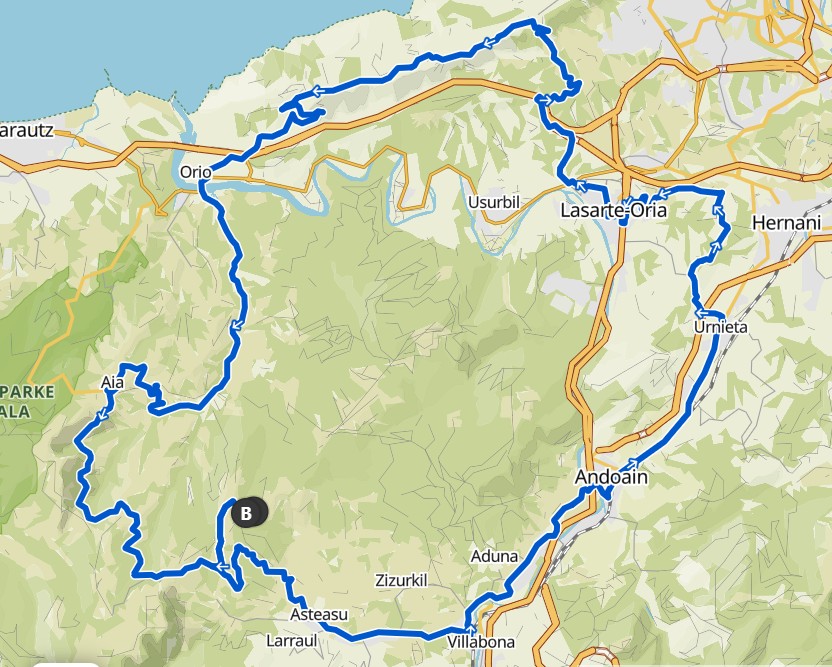 arautz
Orio
Usurbil
Lasarte-Oria
Hernani
Urnieta
Aia
PARKE
ALA
Andoain
B
Aduna
Zizurkil
Asteasu
Larraul
Villabona